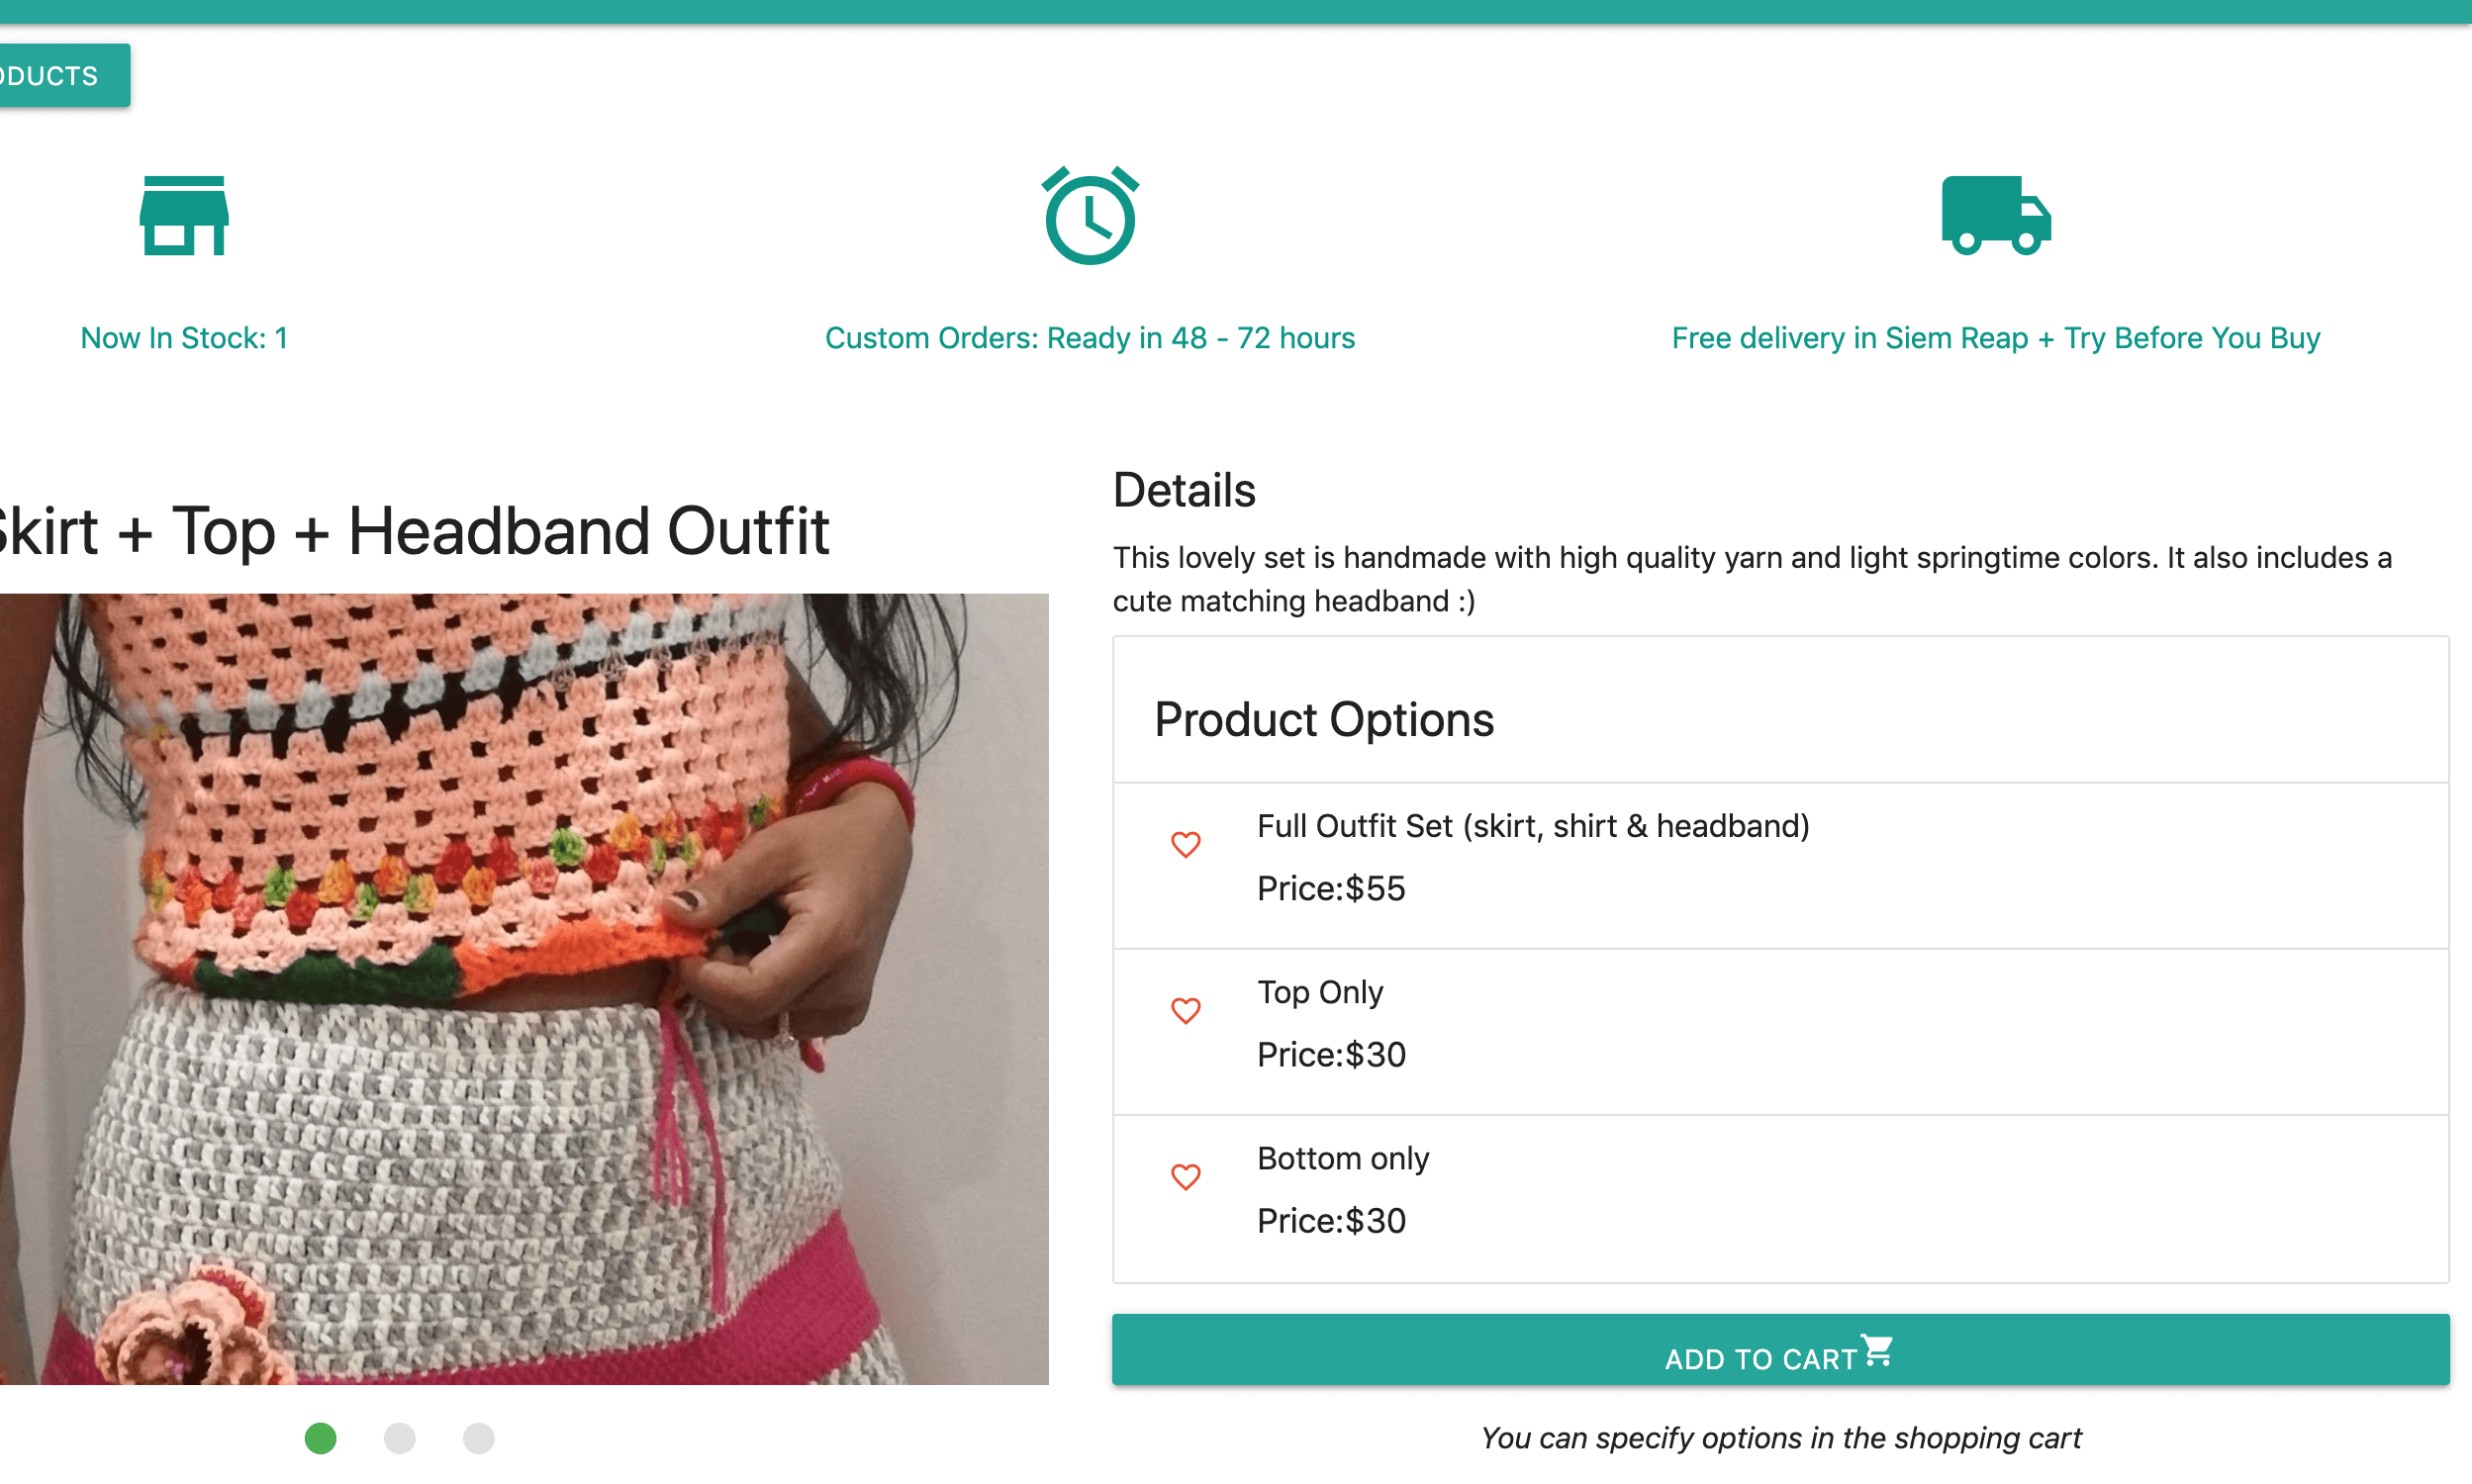 Now In Stock: 1
Custom Orders: Ready in 48 - 72 hours
Free delivery in Siem Reap + Try Before You Buy
+ Top + Headband Outfit
Details
This lovely set is handmade with high quality yarn and light springtime colors. It also includes a
cute matching headband :)
Product Options
Full Outfit Set (skirt, shirt & headband)
Price:$55
Top Only
Price:$30
Bottom only
Price:$30
ADD TO CART
You can specify options in the shopping cart